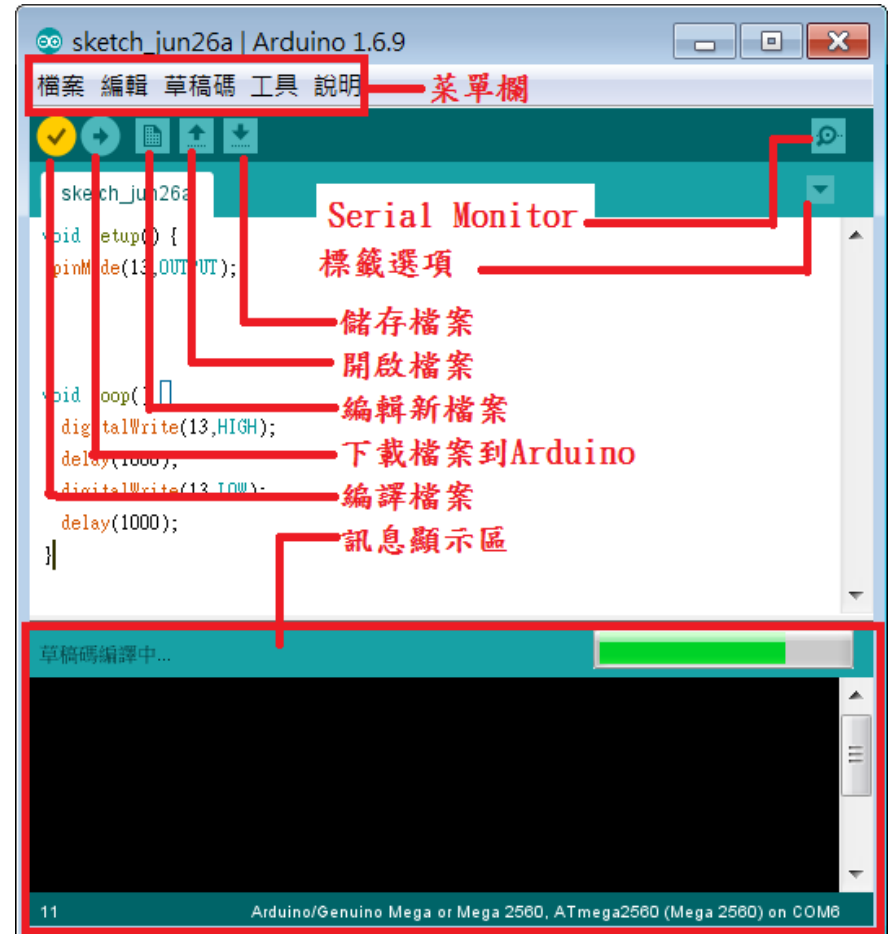 sketch_jun26a | Arduino 1.6.9
檔案 編輯 草稿碼 工具 說明
菜單欄
sketch_jun26a
Serial Monitor
標籤選項
void setup() {
pinMode(13,OUTPUT);
儲存檔案
開啟檔案
void loop() {
編輯新檔案
digitalWrite(13,HIGH);
下載檔案到Arduino
delay(1000);
編譯檔案
digitalWrite(13,LOW);
delay(1000);
訊息顯示區
}
草稿碼編譯中...
11
Arduino/Genuino Mega or Mega 2560, ATmega2560 (Mega 2560) on COM6